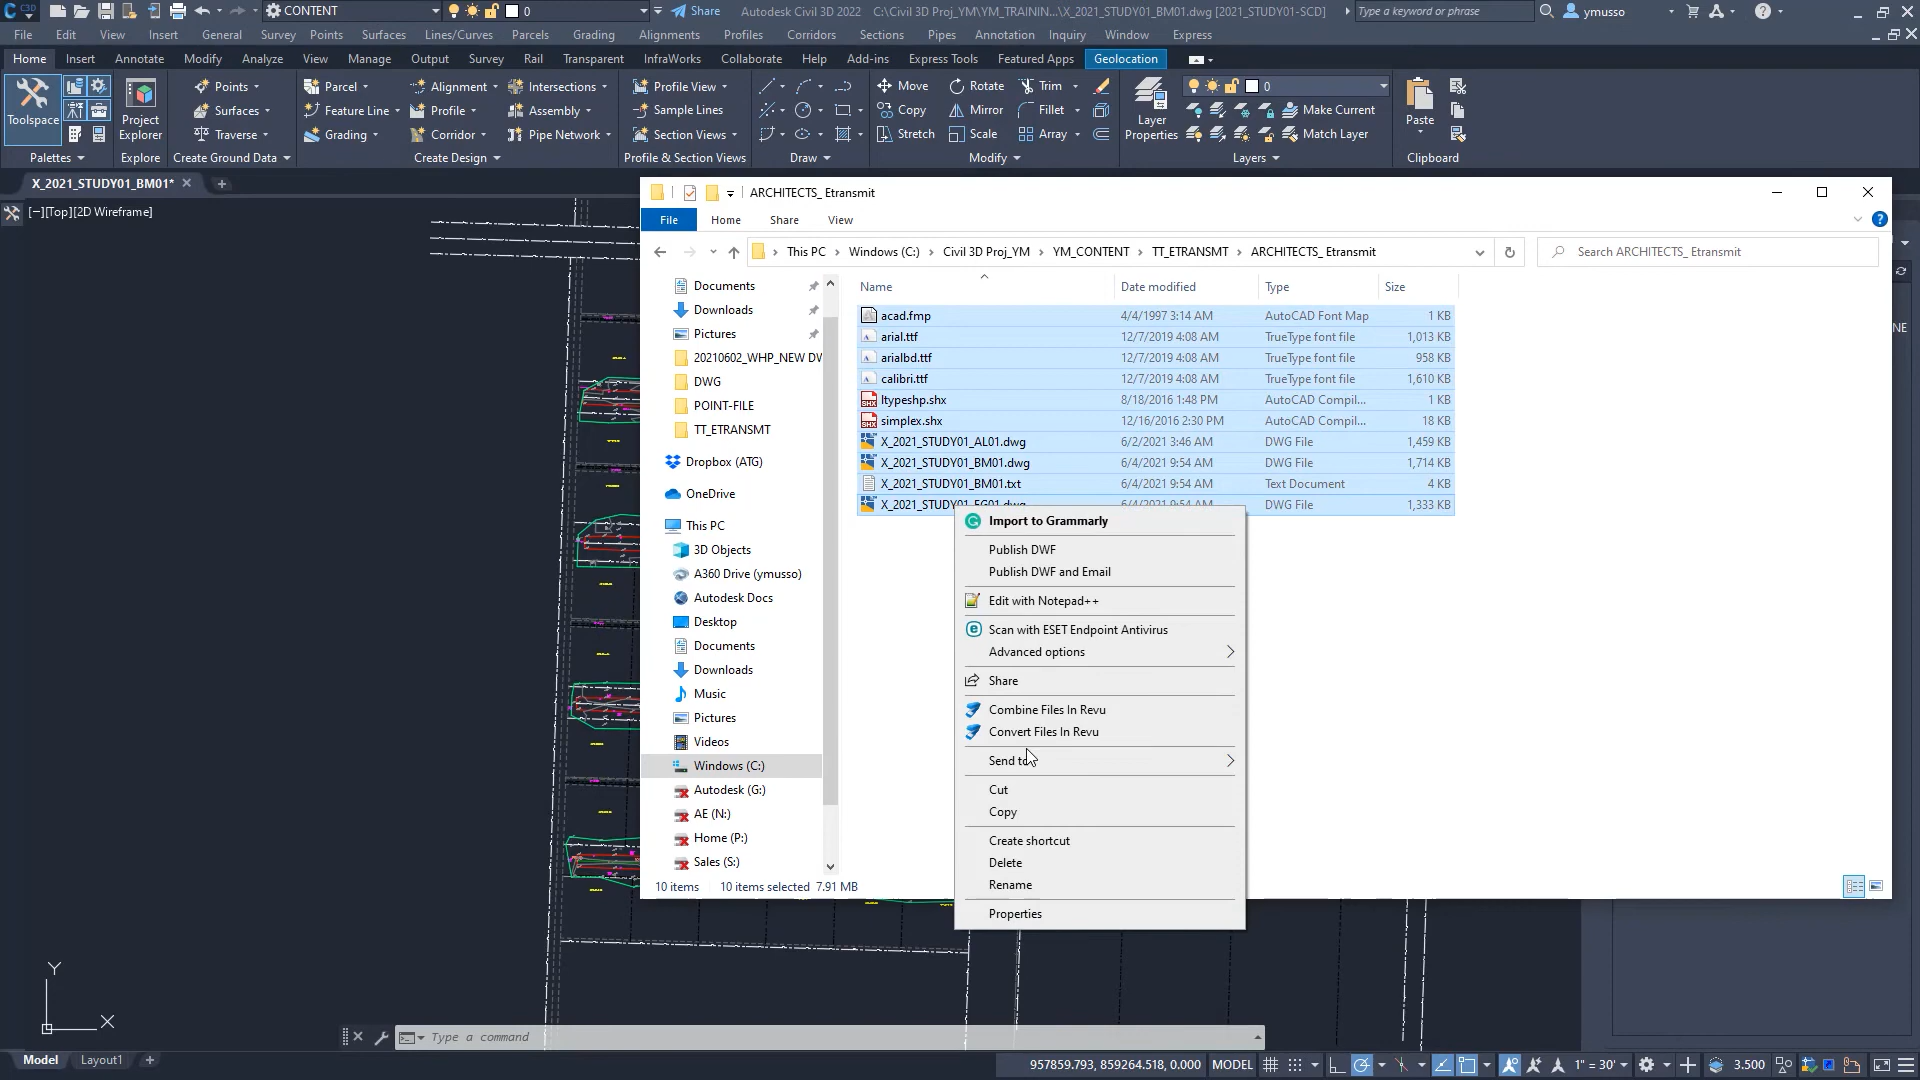 C3D CONTENT 0 Share Autodesk Civil 3D 2022 C:\Civil 3D Proj_YM\YM_TRAININ...\X_2021_STUDY01_BM01.dwg [2021_STUDY01-SCD] Type a keyword or phrase ymusso
File Edit View Insert General Survey Points Surfaces Lines/Curves Parcels Grading Alignments Profiles Corridors Sections Pipes Annotation Inquiry Window Express
Home Insert Annotate Modify Analyze View Manage Output Survey Rail Transparent InfraWorks Collaborate Help Add-ins Express Tools Featured Apps Geolocation
Points Parcel Alignment Intersections Profile View Move Rotate Trim 0
Toolspace Project Explorer Surfaces Feature Line Profile Assembly Sample Lines Copy Mirror Fillet Layer Properties Make Current Paste
Traverse Grading Corridor Pipe Network Section Views Stretch Scale Array Match Layer
Palettes Explore Create Ground Data Create Design Profile & Section Views Draw Modify Layers Clipboard
X_2021_STUDY01_BM01*
[−][Top][2D Wireframe]
ARCHITECTS_ Etransmit
File Home Share View
This PC Windows (C:) Civil 3D Proj_YM YM_CONTENT TT_ETRANSMT ARCHITECTS_ Etransmit Search ARCHITECTS_ Etransmit
Name Date modified Type Size
acad.fmp 4/4/1997 3:14 AM AutoCAD Font Map 1 KB
arial.ttf 12/7/2019 4:08 AM TrueType font file 1,013 KB
arialbd.ttf 12/7/2019 4:08 AM TrueType font file 958 KB
calibri.ttf 12/7/2019 4:08 AM TrueType font file 1,610 KB
ltypeshp.shx 8/18/2016 1:48 PM AutoCAD Compil... 1 KB
simplex.shx 12/16/2016 2:30 PM AutoCAD Compil... 18 KB
X_2021_STUDY01_AL01.dwg 6/2/2021 3:46 AM DWG File 1,459 KB
X_2021_STUDY01_BM01.dwg 6/4/2021 9:54 AM DWG File 1,714 KB
X_2021_STUDY01_BM01.txt 6/4/2021 9:54 AM Text Document 4 KB
X_2021_STUDY01_EG01.dwg 6/4/2021 9:54 AM DWG File 1,333 KB
Documents
Downloads
Pictures
20210602_WHP_NEW DW
DWG
POINT-FILE
TT_ETRANSMT
Dropbox (ATG)
OneDrive
This PC
3D Objects
A360 Drive (ymusso)
Autodesk Docs
Desktop
Documents
Downloads
Music
Pictures
Videos
Windows (C:)
Autodesk (G:)
AE (N:)
Home (P:)
Sales (S:)
10 items 10 items selected 7.91 MB
Import to Grammarly
Publish DWF
Publish DWF and Email
Edit with Notepad++
Scan with ESET Endpoint Antivirus
Advanced options
Share
Combine Files In Revu
Convert Files In Revu
Send to
Cut
Copy
Create shortcut
Delete
Rename
Properties
NE
Y
X
Type a command
Model Layout1 957859.793, 859264.518, 0.000 MODEL 1" = 30' 3.500